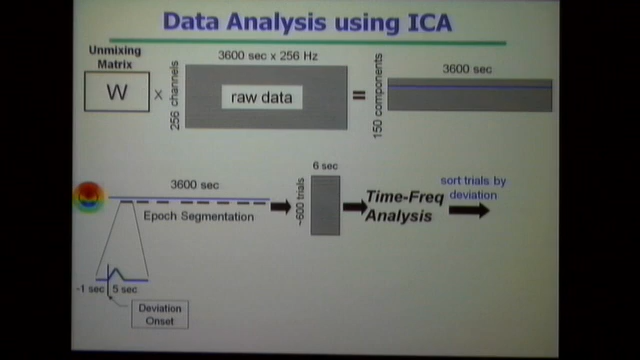 Data Analysis using ICA
Unmixing
Matrix
W
x
256 channels
3600 sec x 256 Hz
raw data
=
150 components
3600 sec
3600 sec
Epoch Segmentation
-1 sec
5 sec
Deviation
Onset
6 sec
~600 trials
Time-Freq
Analysis
sort trials by
deviation